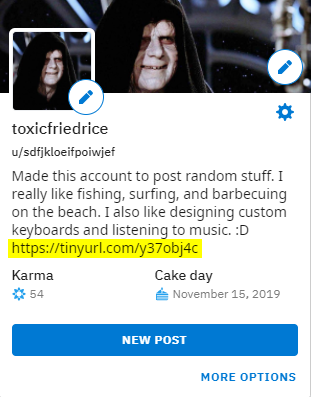 toxicfriedrice
u/sdfjkloeifpoiwjef
Made this account to post random stuff. I
really like fishing, surfing, and barbecuing
on the beach. I also like designing custom
keyboards and listening to music. :D
https://tinyurl.com/y37obj4c
Karma Cake day
54 November 15, 2019
NEW POST
MORE OPTIONS